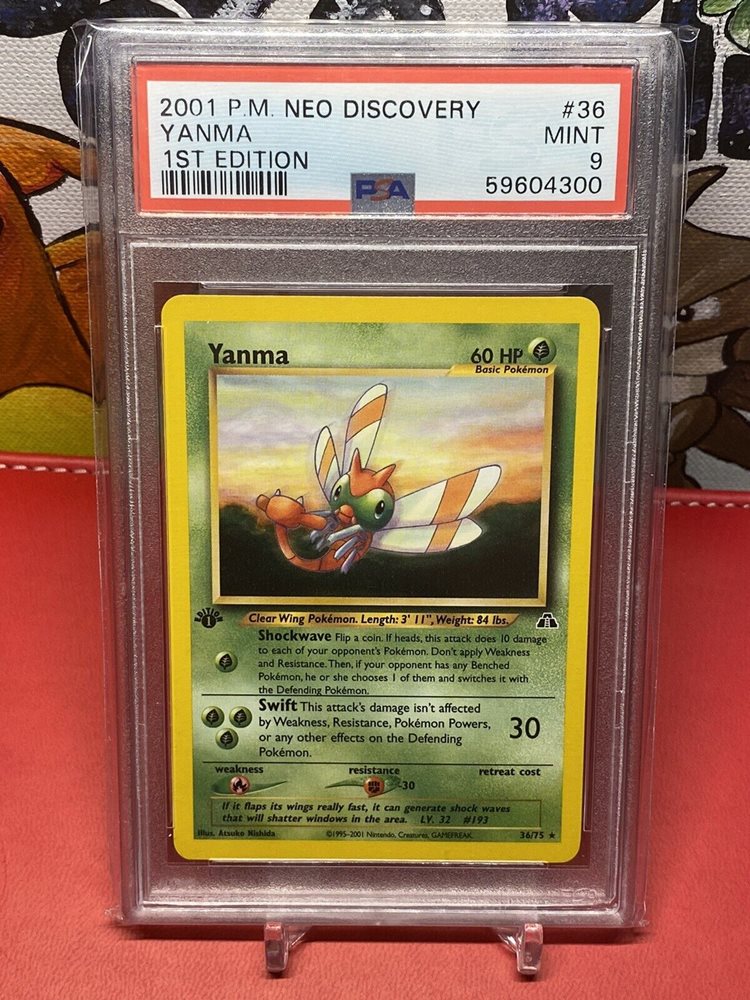 2001 P.M. NEO DISCOVERY #36
YANMA MINT
1ST EDITION 9
PSA 59604300
Yanma 60 HP
Basic Pokémon
EDITION 1
Clear Wing Pokémon. Length: 3' 11", Weight: 84 lbs.
Shockwave Flip a coin. If heads, this attack does 10 damage
to each of your opponent's Pokémon. Don't apply Weakness
and Resistance. Then, if your opponent has any Benched
Pokémon, he or she chooses 1 of them and switches it with
the Defending Pokémon.
Swift This attack's damage isn't affected
by Weakness, Resistance, Pokémon Powers,
or any other effects on the Defending
Pokémon.
30
weakness resistance retreat cost
-30
If it flaps its wings really fast, it can generate shock waves
that will shatter windows in the area. LV. 32 #193
Illus. Atsuko Nishida ©1995-2001 Nintendo, Creatures, GAMEFREAK. 36/75 ★